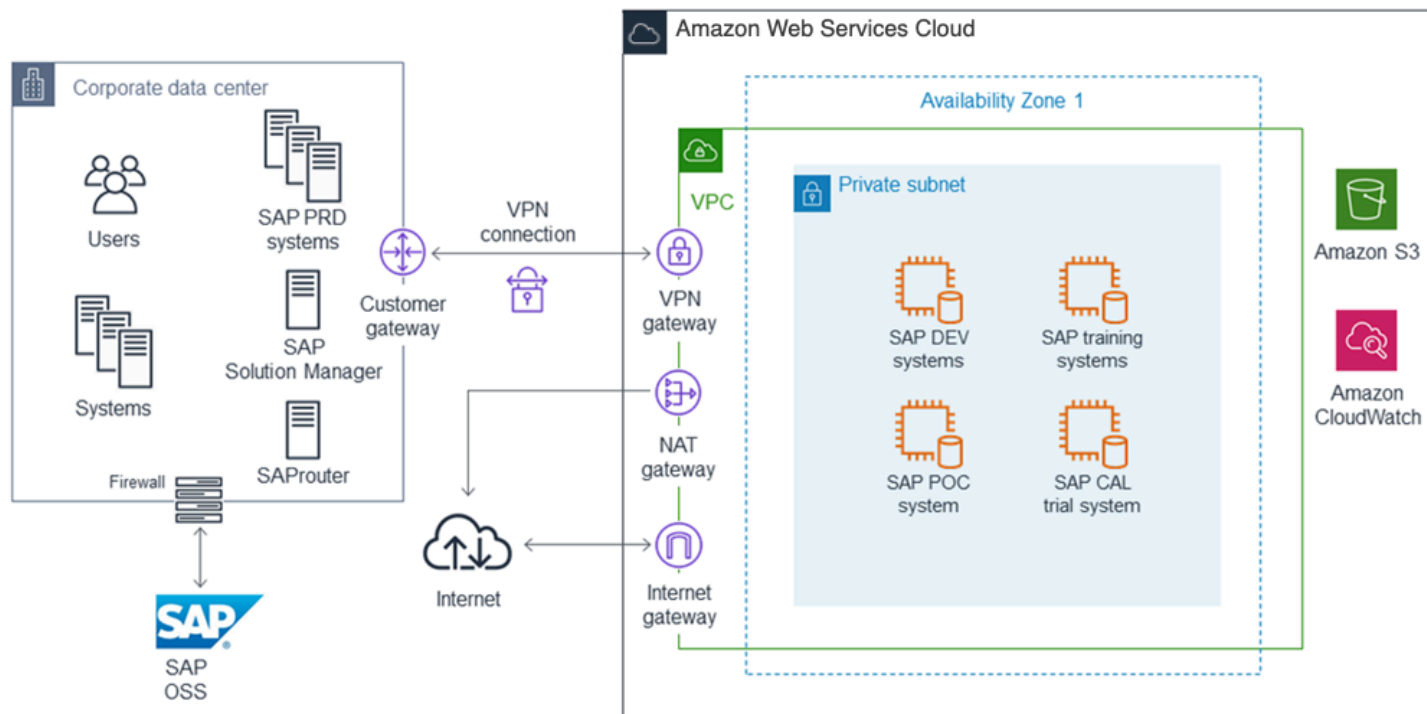 Amazon Web Services Cloud
Corporate data center
Availability Zone 1
Users
SAP PRD
systems
VPN
connection
VPC
Private subnet
Amazon S3
Systems
SAP
Solution Manager
Customer
gateway
VPN
gateway
SAP DEV
systems
SAP training
systems
Amazon
CloudWatch
SAProuter
Firewall
NAT
gateway
SAP POC
system
SAP CAL
trial system
Internet
Internet
gateway
SAP
®
SAP
OSS